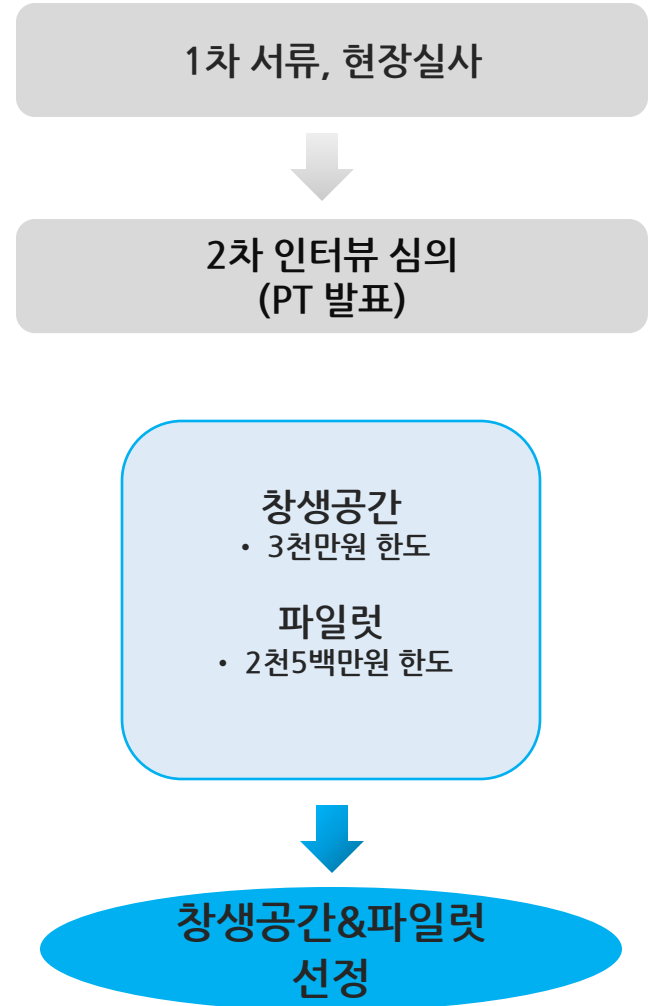 1차 서류, 현장실사
2차 인터뷰 심의
(PT 발표)
창생공간
• 3천만원 한도
파일럿
• 2천5백만원 한도
창생공간&파일럿
선정